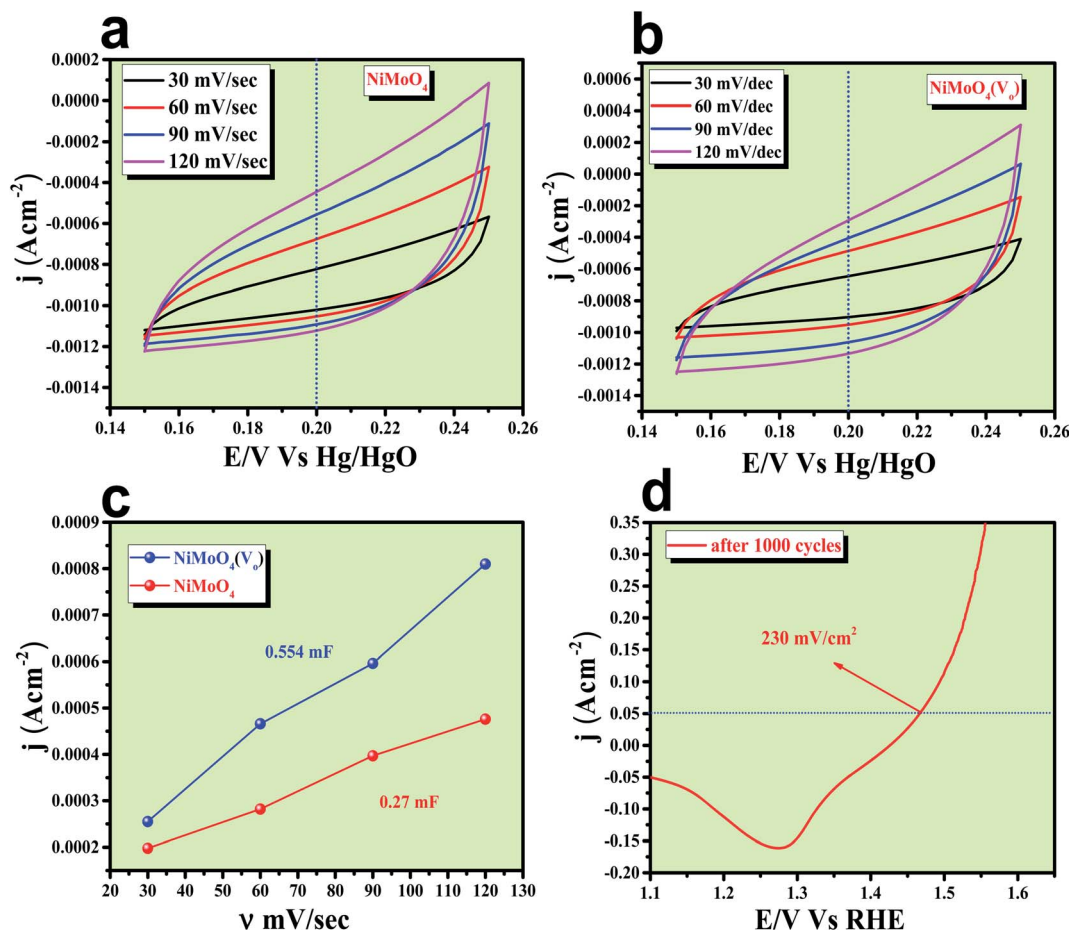 a
0.0002
0.0000
-0.0002
-0.0004
-0.0006
-0.0008
-0.0010
-0.0012
-0.0014
j (Acm-2)
30 mV/sec
60 mV/sec
90 mV/sec
120 mV/sec
NiMoO4
0.14 0.16 0.18 0.20 0.22 0.24 0.26
E/V Vs Hg/HgO
b
0.0006
0.0004
0.0002
0.0000
-0.0002
-0.0004
-0.0006
-0.0008
-0.0010
-0.0012
-0.0014
j (Acm-2)
30 mV/dec
60 mV/dec
90 mV/dec
120 mV/dec
NiMoO4(Vo)
0.14 0.16 0.18 0.20 0.22 0.24 0.26
E/V Vs Hg/HgO
c
0.0009
0.0008
0.0007
0.0006
0.0005
0.0004
0.0003
0.0002
j (Acm-2)
NiMoO4(Vo)
NiMoO4
0.554 mF
0.27 mF
20 30 40 50 60 70 80 90 100 110 120 130
ν mV/sec
d
0.35
0.30
0.25
0.20
0.15
0.10
0.05
0.00
-0.05
-0.10
-0.15
-0.20
j (Acm-2)
after 1000 cycles
230 mV/cm2
1.1 1.2 1.3 1.4 1.5 1.6
E/V Vs RHE